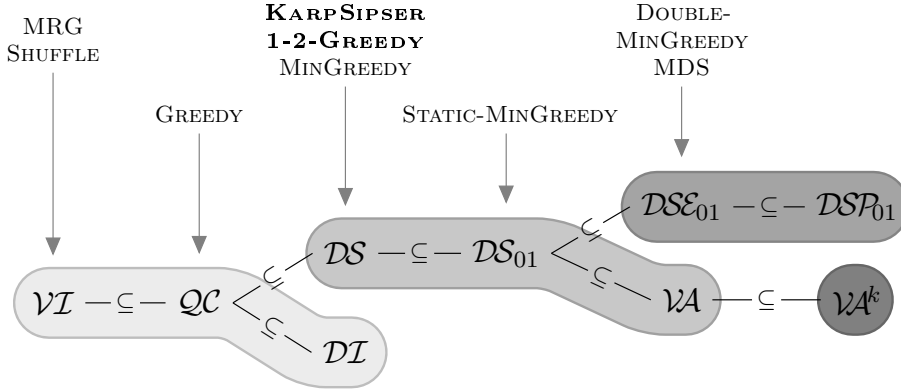 MRG
SHUFFLE
KARPSIPSER
1-2-GREEDY
MINGREEDY
DOUBLE-
MINGREEDY
MDS
GREEDY
STATIC-MINGREEDY
𝒟𝒮ℰ₀₁ —⊆— 𝒟𝒮𝒫₀₁
⊆
𝒟𝒮 —⊆— 𝒟𝒮₀₁
⊆
⊆
𝒱ℐ —⊆— 𝒬𝒞
𝒱𝒜 —⊆— 𝒱𝒜ᵏ
⊆
𝒟ℐ